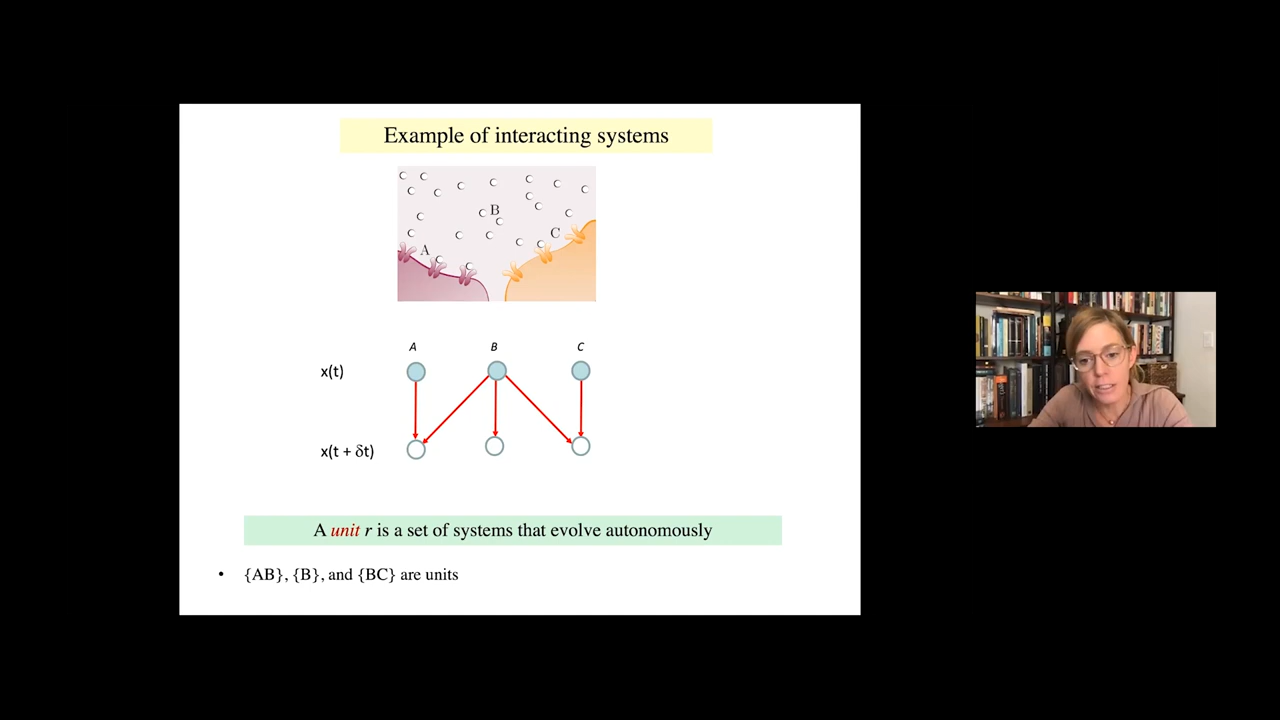 Example of interacting systems
B
C
A
A B C
x(t)
x(t + δt)
A unit r is a set of systems that evolve autonomously
• {AB}, {B}, and {BC} are units